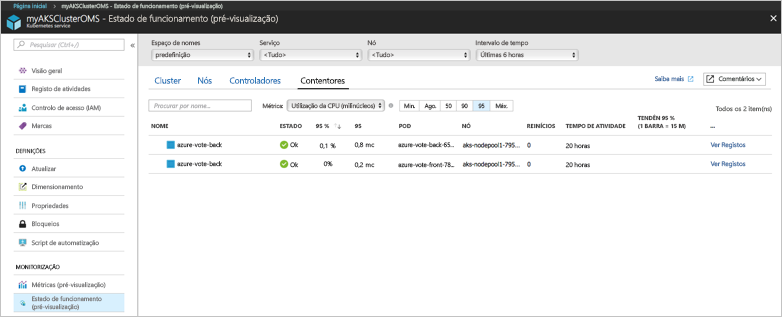 Página inicial > myAKSClusterOMS - Estado de funcionamento (pré-visualização)
myAKSClusterOMS - Estado de funcionamento (pré-visualização)
Kubernetes service
Pesquisar (Ctrl+/)
Visão geral
Registo de atividades
Controlo de acesso (IAM)
Marcas
DEFINIÇÕES
Atualizar
Dimensionamento
Propriedades
Bloqueios
Script de automatização
MONITORIZAÇÃO
Métricas (pré-visualização)
Estado de funcionamento
(pré-visualização)
Espaço de nomes Serviço Nó Intervalo de tempo
predefinição <Tudo> <Tudo> Últimas 6 horas
Cluster Nós Controladores Contentores Saiba mais Comentários
Procurar por nome... Métrica: Utilização da CPU (milinúcleos) Min. Ago. 50 90 95 Máx. Todos os 2 item(ns)
NOME ESTADO 95 % 95 POD NÓ REINÍCIOS TEMPO DE ATIVIDADE TENDÊN 95 %
(1 BARRA = 15 M) ...
azure-vote-back Ok 0,1 % 0,8 mc azure-vote-back-65... aks-nodepool1-795... 0 20 horas Ver Registos
azure-vote-back Ok 0% 0,2 mc azure-vote-front-78... aks-nodepool1-795... 0 20 horas Ver Registos